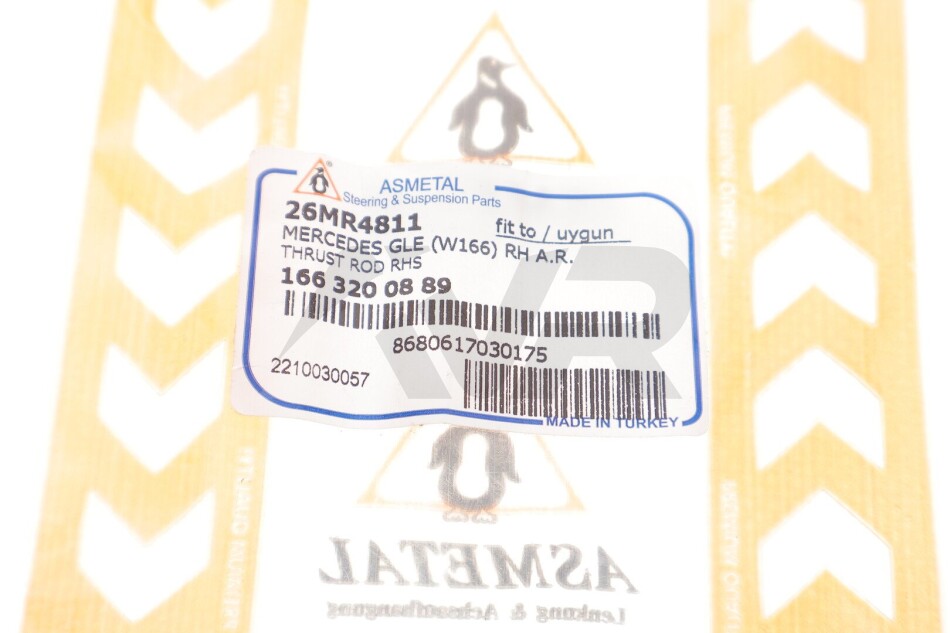 ASMETAL
Steering & Suspension Parts
26MR4811
fit to / uygun
MERCEDES GLE (W166) RH A.R.
THRUST ROD RHS
166 320 08 89
8680617030175
2210030057
MADE IN TURKEY
ASMETAL
Lenkung & Achsaufhangung